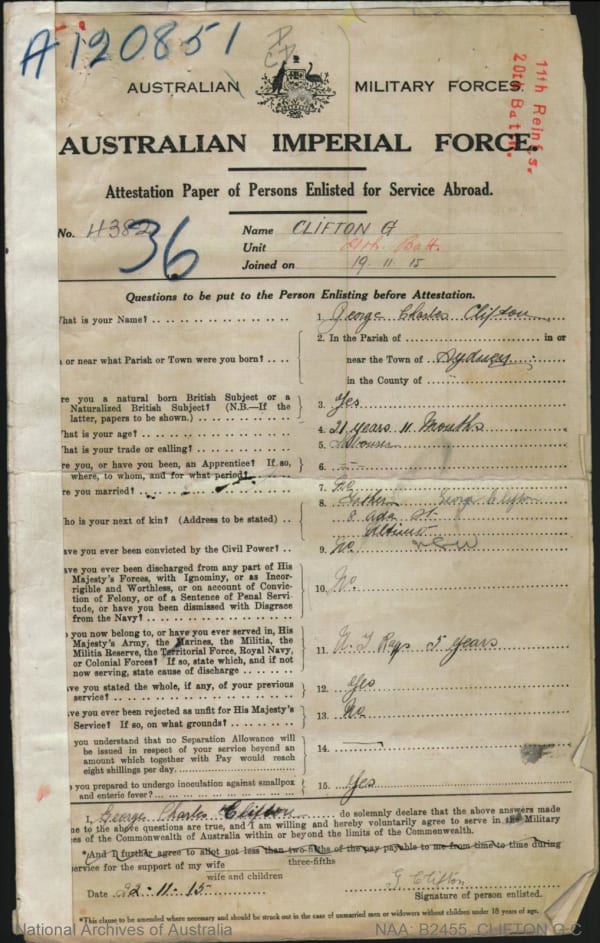 A120851
AUSTRALIAN MILITARY FORCES.
11th Reinfs.
20th Batt.
AUSTRALIAN IMPERIAL FORCE.
Attestation Paper of Persons Enlisted for Service Abroad.
No. 4382
36
Name CLIFTON G
Unit Batt.
Joined on 19.11.15
Questions to be put to the Person Enlisting before Attestation.
What is your Name? 1. George Charles Clifton
2. In the Parish of in or
or near what Parish or Town were you born? near the Town of Sydney
in the County of
re you a natural born British Subject or a
Naturalized British Subject? (N.B.—If the
latter, papers to be shown.) 3. Yes
hat is your age? 4. 21 years 11 Months
hat is your trade or calling? 5. Labourer
re you, or have you been, an Apprentice? If so,
where, to whom, and for what period? 6. —
re you married? 7. No
8. Father George Clifton
ho is your next of kin? (Address to be stated) 8 Ada St
ave you ever been convicted by the Civil Power? 9. No
ave you ever been discharged from any part of His
Majesty's Forces, with Ignominy, or as Incor-
rigible and Worthless, or on account of Convic-
tion of Felony, or of a Sentence of Penal Servi-
tude, or have you been dismissed with Disgrace
from the Navy? 10. No.
you now belong to, or have you ever served in, His
Majesty's Army, the Marines, the Militia, the
Militia Reserve, the Territorial Force, Royal Navy,
or Colonial Forces? If so, state which, and if not
now serving, state cause of discharge 11. 5 years
ve you stated the whole, if any, of your previous
service? 12. Yes
ve you ever been rejected as unfit for His Majesty's
Service? If so, on what grounds? 13. No
you understand that no Separation Allowance will
be issued in respect of your service beyond an
amount which together with Pay would reach
eight shillings per day. 14. —
you prepared to undergo inoculation against smallpox
and enteric fever? 15. Yes
I, George Charles Clifton do solemnly declare that the above answers made
me to the above questions are true, and I am willing and hereby voluntarily agree to serve in the Military
es of the Commonwealth of Australia within or beyond the limits of the Commonwealth.
*And I further agree to allot not less than two-fifths of the pay payable to me from time to time during
three-fifths
service for the support of my wife
wife and children
Date 22-11-15 G. Clifton
Signature of person enlisted.
*This clause to be amended where necessary and should be struck out in the case of unmarried men or widowers without children under 18 years of age.
National Archives of Australia NAA: B2455, CLIFTON G C